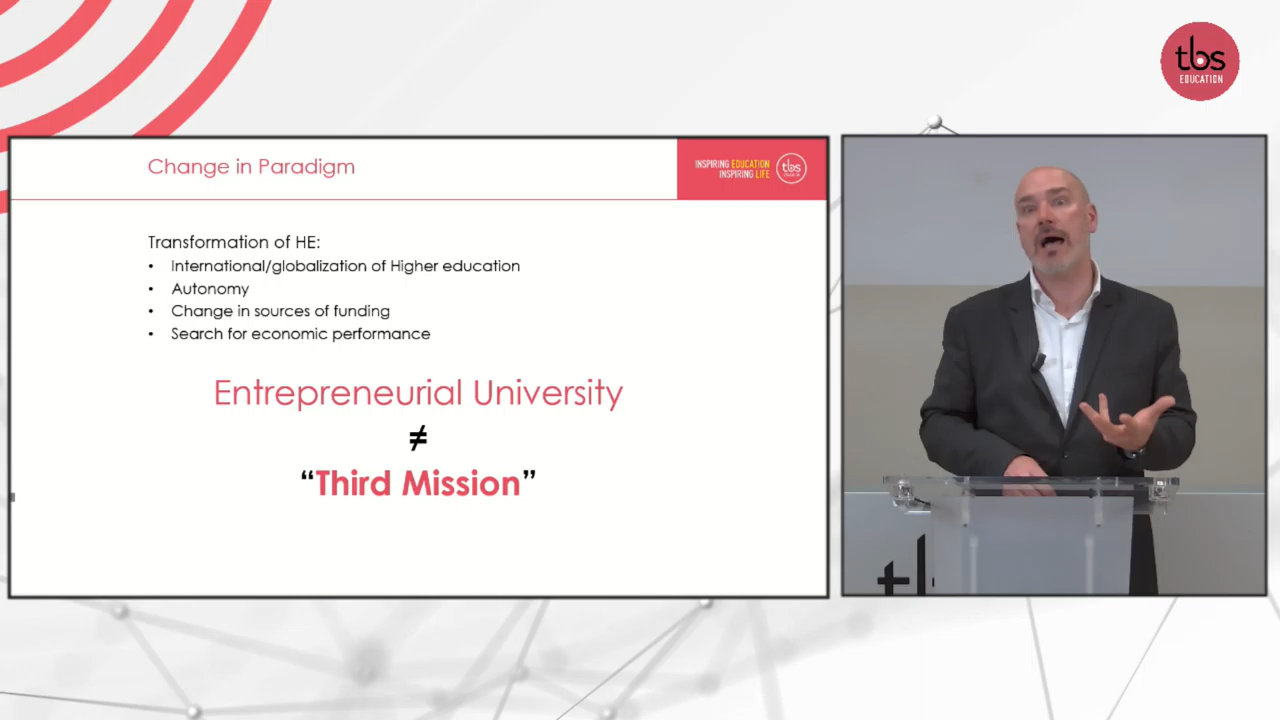 tbs
EDUCATION
Change in Paradigm
INSPIRING EDUCATION
INSPIRING LIFE
tbs
Transformation of HE:
• International/globalization of Higher education
• Autonomy
• Change in sources of funding
• Search for economic performance
Entrepreneurial University
≠
“Third Mission”